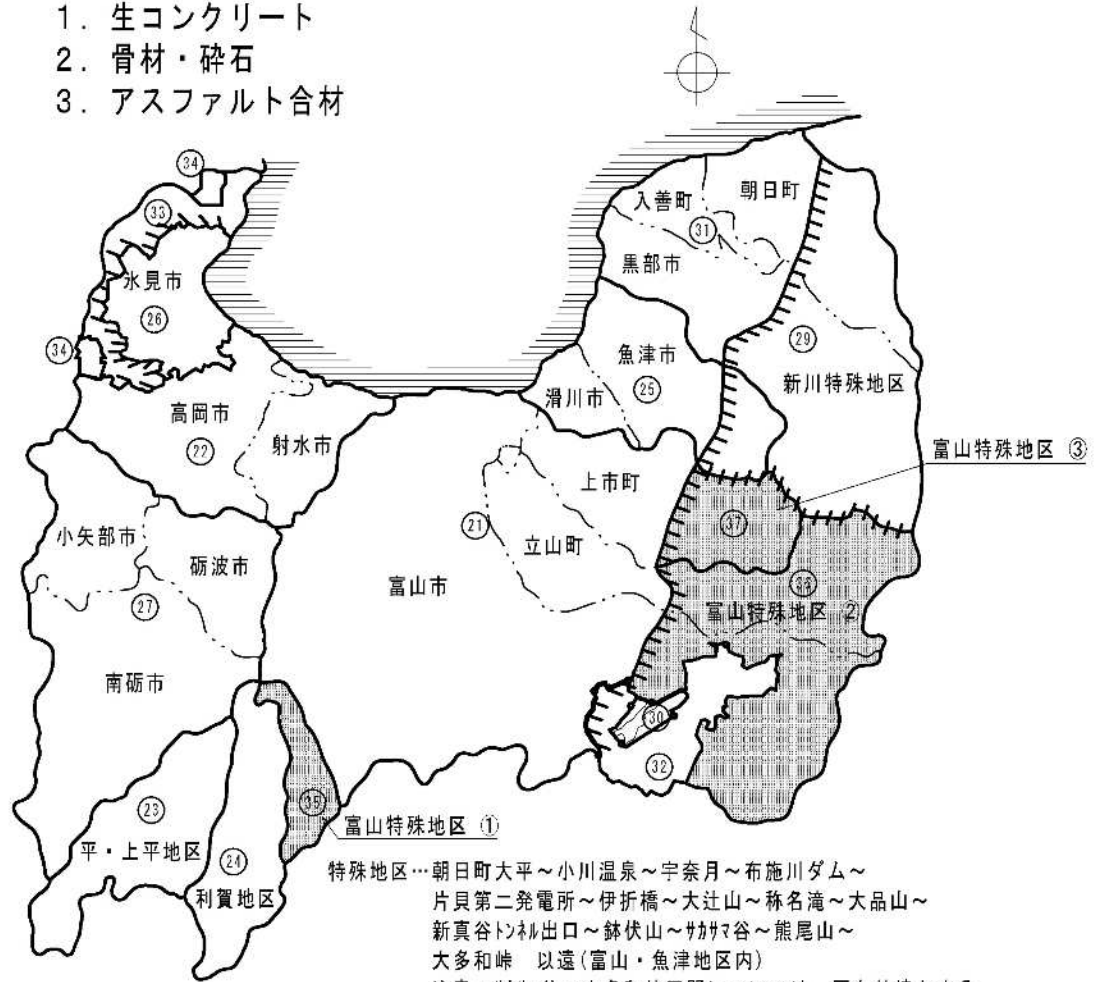 1. 生コンクリート
2. 骨材・砕石
3. アスファルト合材
34
33
氷見市
26
34
高岡市
22
射水市
小矢部市
砺波市
27
南砺市
23
平・上平地区
24
利賀地区
35
富山特殊地区 ①
富山市
21
立山町
上市町
滑川市
魚津市
25
入善町
朝日町
31
黒部市
29
新川特殊地区
富山特殊地区 ③
37
富山特殊地区 ②
30
32
特殊地区…朝日町大平～小川温泉～宇奈月～布施川ダム～
片貝第二発電所～伊折橋～大辻山～称名滝～大品山～
新真谷トンネル出口～鉢伏山～サカサマ谷～熊尾山～
大多和峠 以遠(富山・魚津地区内)